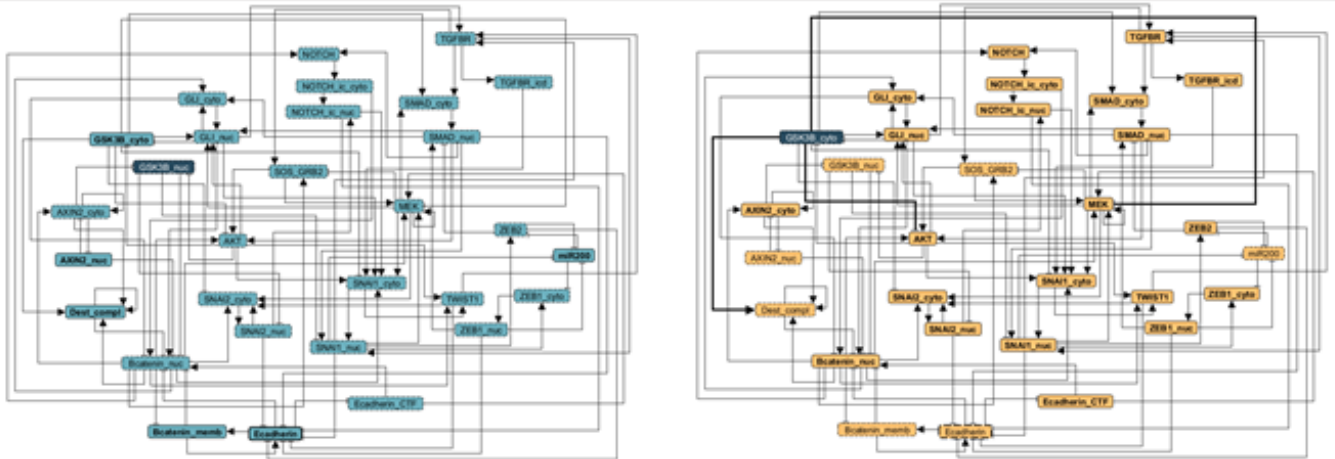 TGFBR
NOTCH
TGFBR_icd
NOTCH_ic_cyto
GLI_cyto
SMAD_cyto
NOTCH_ic_nuc
GSK3B_cyto
GLI_nuc
SMAD_nuc
GSK3B_nuc
SOS_GRB2
MEK
AXIN2_cyto
ZEB2
AKT
AXIN2_nuc
miR200
SNAI1_cyto
ZEB1_cyto
SNAI2_cyto
TWIST1
Dest_compl
SNAI2_nuc
ZEB1_nuc
SNAI1_nuc
Bcatenin_nuc
Ecadherin_CTF
Bcatenin_memb
Ecadherin
TGFBR
NOTCH
TGFBR_icd
NOTCH_ic_cyto
GLI_cyto
SMAD_cyto
NOTCH_ic_nuc
GSK3B_cyto
GLI_nuc
SMAD_nuc
GSK3B_nuc
SOS_GRB2
MEK
AXIN2_cyto
ZEB2
AKT
AXIN2_nuc
miR200
SNAI1_cyto
ZEB1_cyto
SNAI2_cyto
TWIST1
Dest_compl
SNAI2_nuc
ZEB1_nuc
SNAI1_nuc
Bcatenin_nuc
Ecadherin_CTF
Bcatenin_memb
Ecadherin